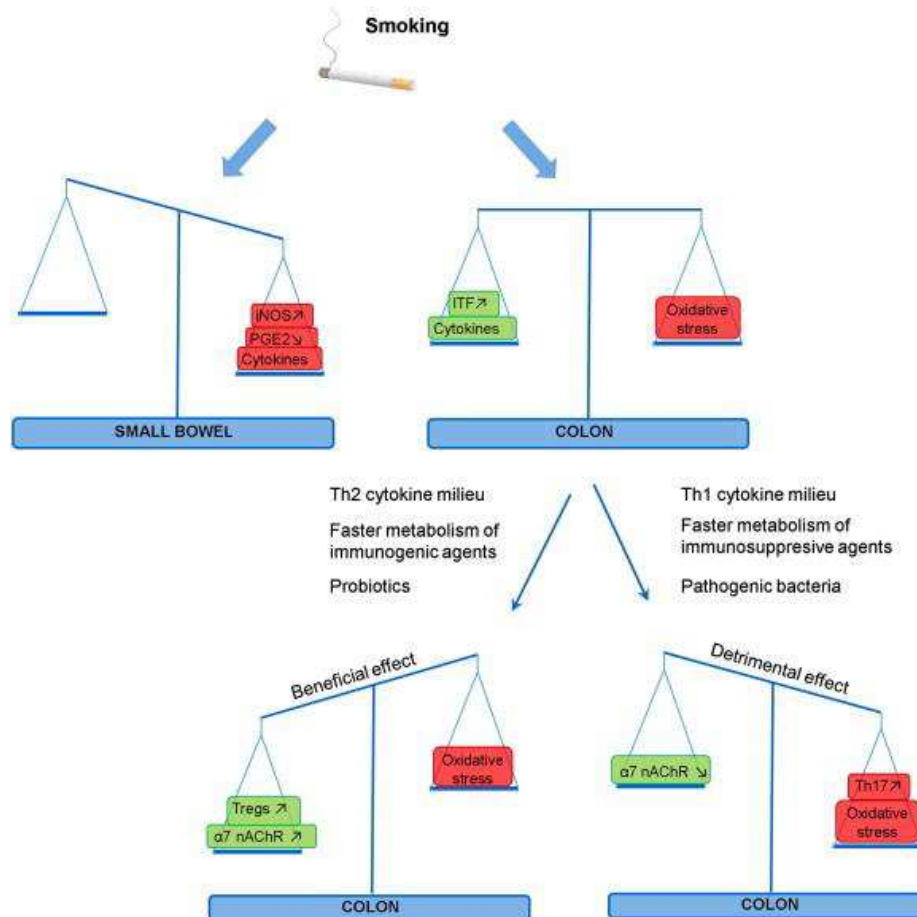 Smoking
iNOS↗
PGE2↘
Cytokines
SMALL BOWEL
ITF↗
Cytokines
Oxidative
stress
COLON
Th2 cytokine milieu
Faster metabolism of
immunogenic agents
Probiotics
Th1 cytokine milieu
Faster metabolism of
immunosuppresive agents
Pathogenic bacteria
Beneficial effect
Tregs ↗
α7 nAChR ↗
Oxidative
stress
COLON
Detrimental effect
α7 nAChR ↘
Th17↗
Oxidative
stress
COLON